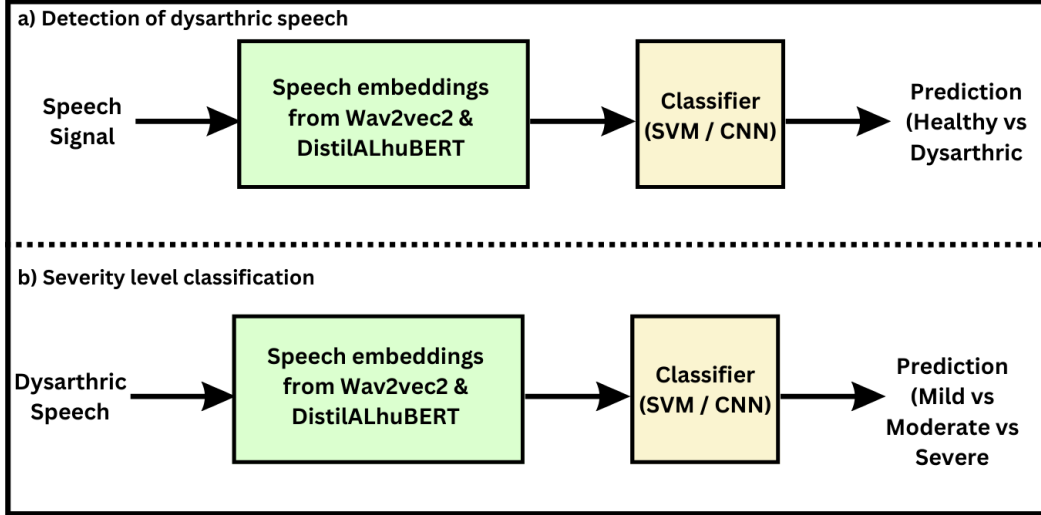 a) Detection of dysarthric speech
Speech
Signal
Speech embeddings
from Wav2vec2 &
DistilALhuBERT
Classifier
(SVM / CNN)
Prediction
(Healthy vs
Dysarthric
b) Severity level classification
Dysarthric
Speech
Speech embeddings
from Wav2vec2 &
DistilALhuBERT
Classifier
(SVM / CNN)
Prediction
(Mild vs
Moderate vs
Severe